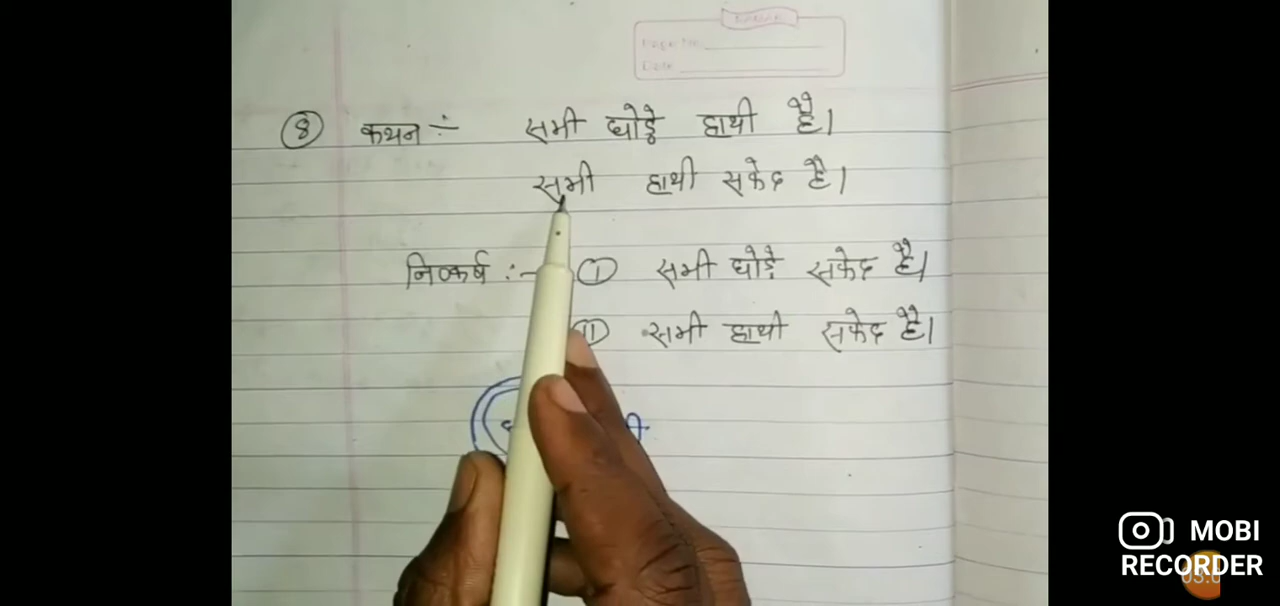 ⑧ कथन :- सभी घोड़े हाथी है।
सभी हाथी सफेद है।
निष्कर्ष :- Ⓘ सभी घोड़े सफेद है।
Ⓘⓘ सभी हाथी सफेद है।
MOBI
RECORDER